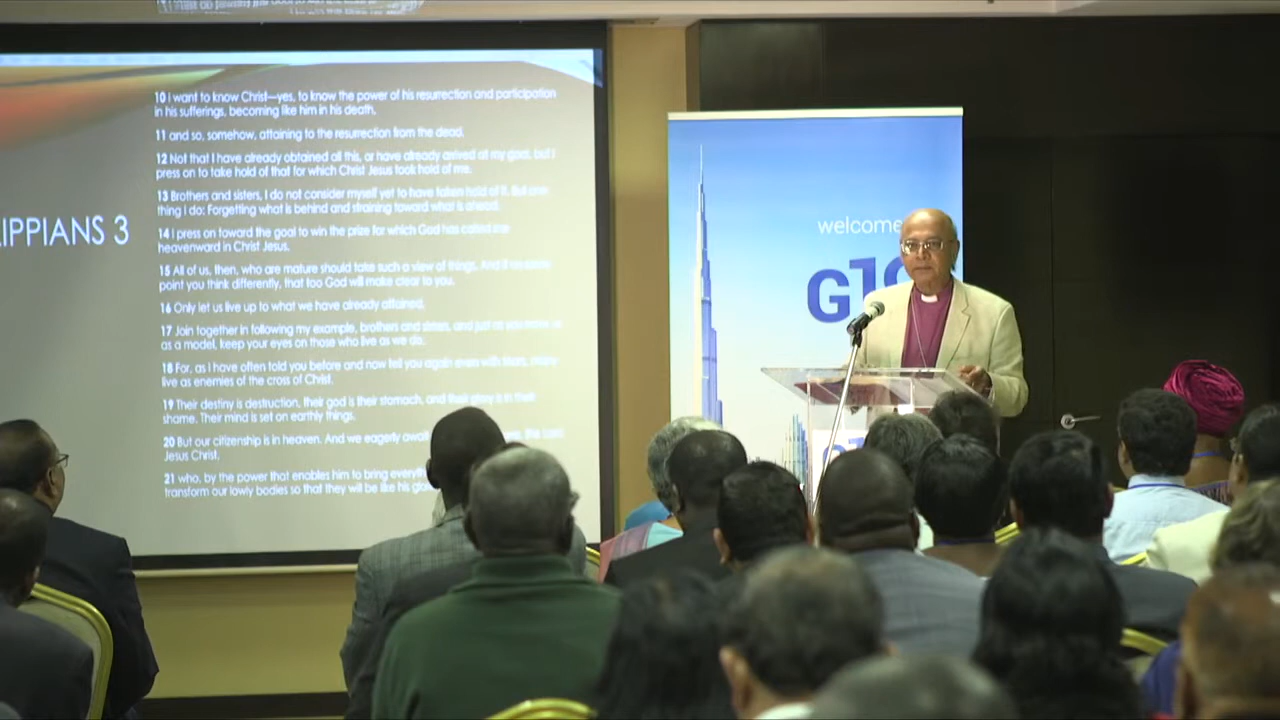 IPPIANS 3
10 I want to know Christ—yes, to know the power of his resurrection and participation
in his sufferings, becoming like him in his death,
11 and so, somehow, attaining to the resurrection from the dead.
12 Not that I have already obtained all this, or have already arrived at my goal, but I
press on to take hold of that for which Christ Jesus took hold of me.
13 Brothers and sisters, I do not consider myself yet to have taken hold of it. But one
thing I do: Forgetting what is behind and straining toward what is ahead,
14 I press on toward the goal to win the prize for which God has called me
heavenward in Christ Jesus.
15 All of us, then, who are mature should take such a view of things. And if on some
point you think differently, that too God will make clear to you.
16 Only let us live up to what we have already attained.
17 Join together in following my example, brothers and sisters, and just as you have us
as a model, keep your eyes on those who live as we do.
18 For, as I have often told you before and now tell you again even with tears, many
live as enemies of the cross of Christ.
19 Their destiny is destruction, their god is their stomach, and their glory is in their
shame. Their mind is set on earthly things.
20 But our citizenship is in heaven. And we eagerly await
Jesus Christ,
21 who, by the power that enables him to bring everyth
transform our lowly bodies so that they will be like his glo
welcome
G1